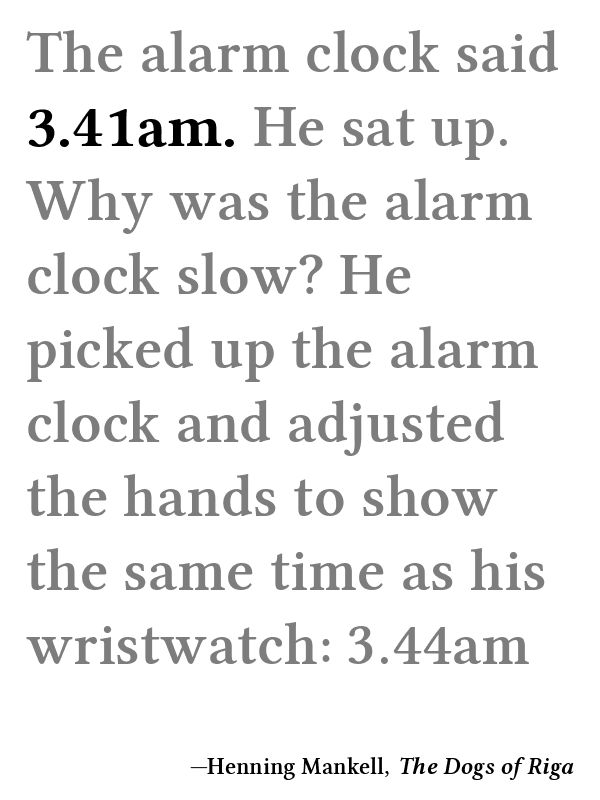 The alarm clock said
3.41am. He sat up.
Why was the alarm
clock slow? He
picked up the alarm
clock and adjusted
the hands to show
the same time as his
wristwatch: 3.44am
—Henning Mankell, The Dogs of Riga